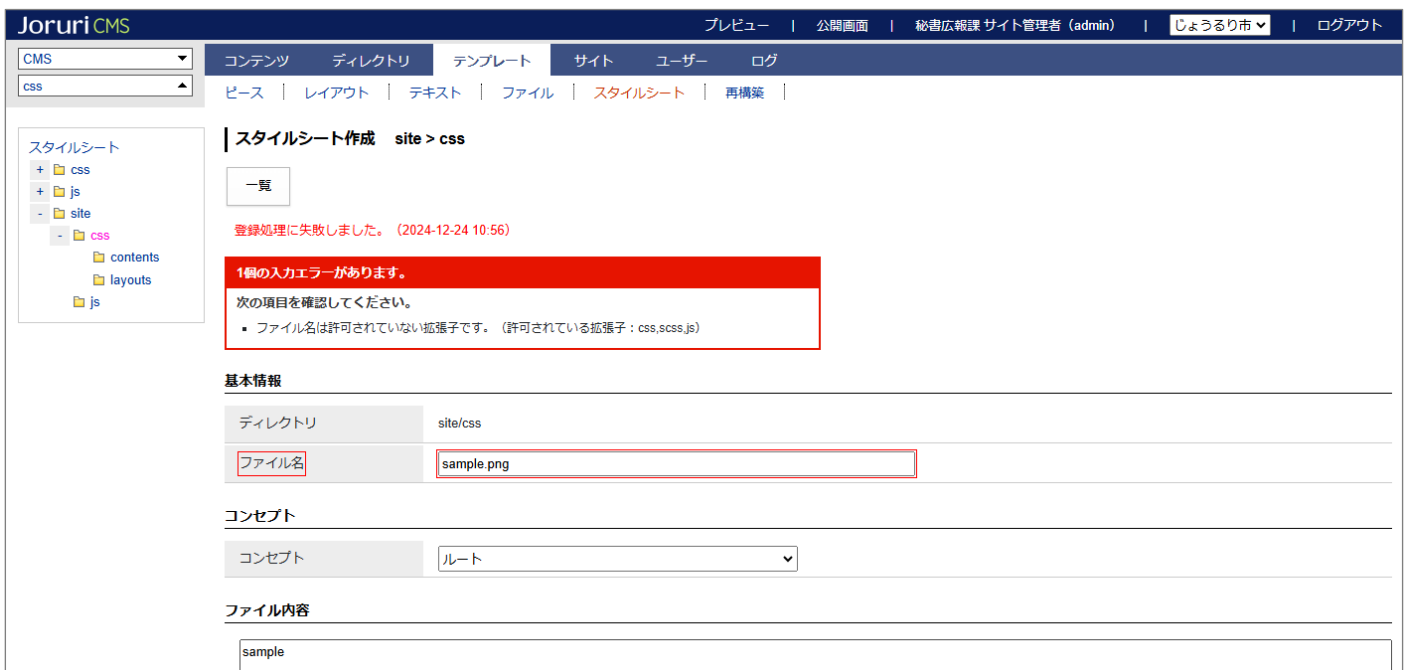 Joruri CMS
プレビュー | 公開画面 | 秘書広報課 サイト管理者（admin） | じょうるり市 | ログアウト
CMS
css
コンテンツ ディレクトリ テンプレート サイト ユーザー ログ
ピース | レイアウト | テキスト | ファイル | スタイルシート | 再構築 |
スタイルシート
+ css
+ js
- site
- css
contents
layouts
js
スタイルシート作成 site > css
一覧
登録処理に失敗しました。（2024-12-24 10:56）
1個の入力エラーがあります。
次の項目を確認してください。
ファイル名は許可されていない拡張子です。（許可されている拡張子：css,scss,js）
基本情報
ディレクトリ site/css
ファイル名 sample.png
コンセプト
コンセプト ルート
ファイル内容
sample